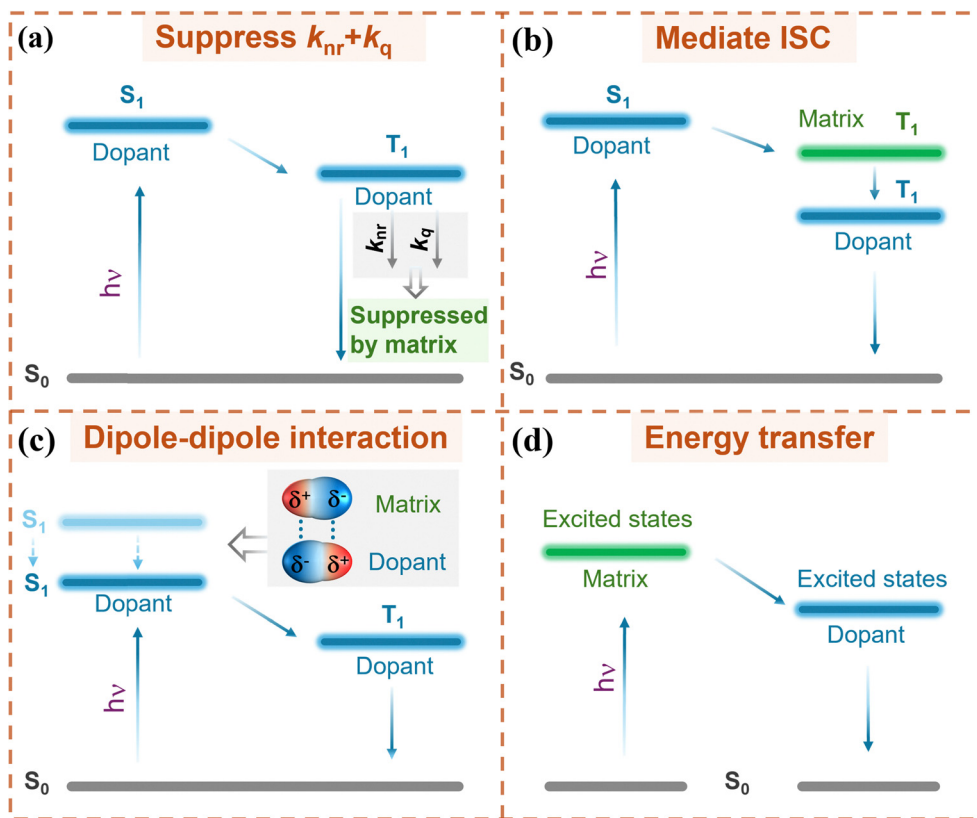 (a)
Suppress knr+kq
S1
Dopant
T1
Dopant
knr
kq
hν
Suppressed
by matrix
S0
(b)
Mediate ISC
S1
Dopant
Matrix T1
T1
Dopant
hν
S0
(c)
Dipole-dipole interaction
δ+ δ-
Matrix
δ- δ+
Dopant
S1
S1
Dopant
T1
Dopant
hν
S0
(d)
Energy transfer
Excited states
Matrix
Excited states
Dopant
hν
S0